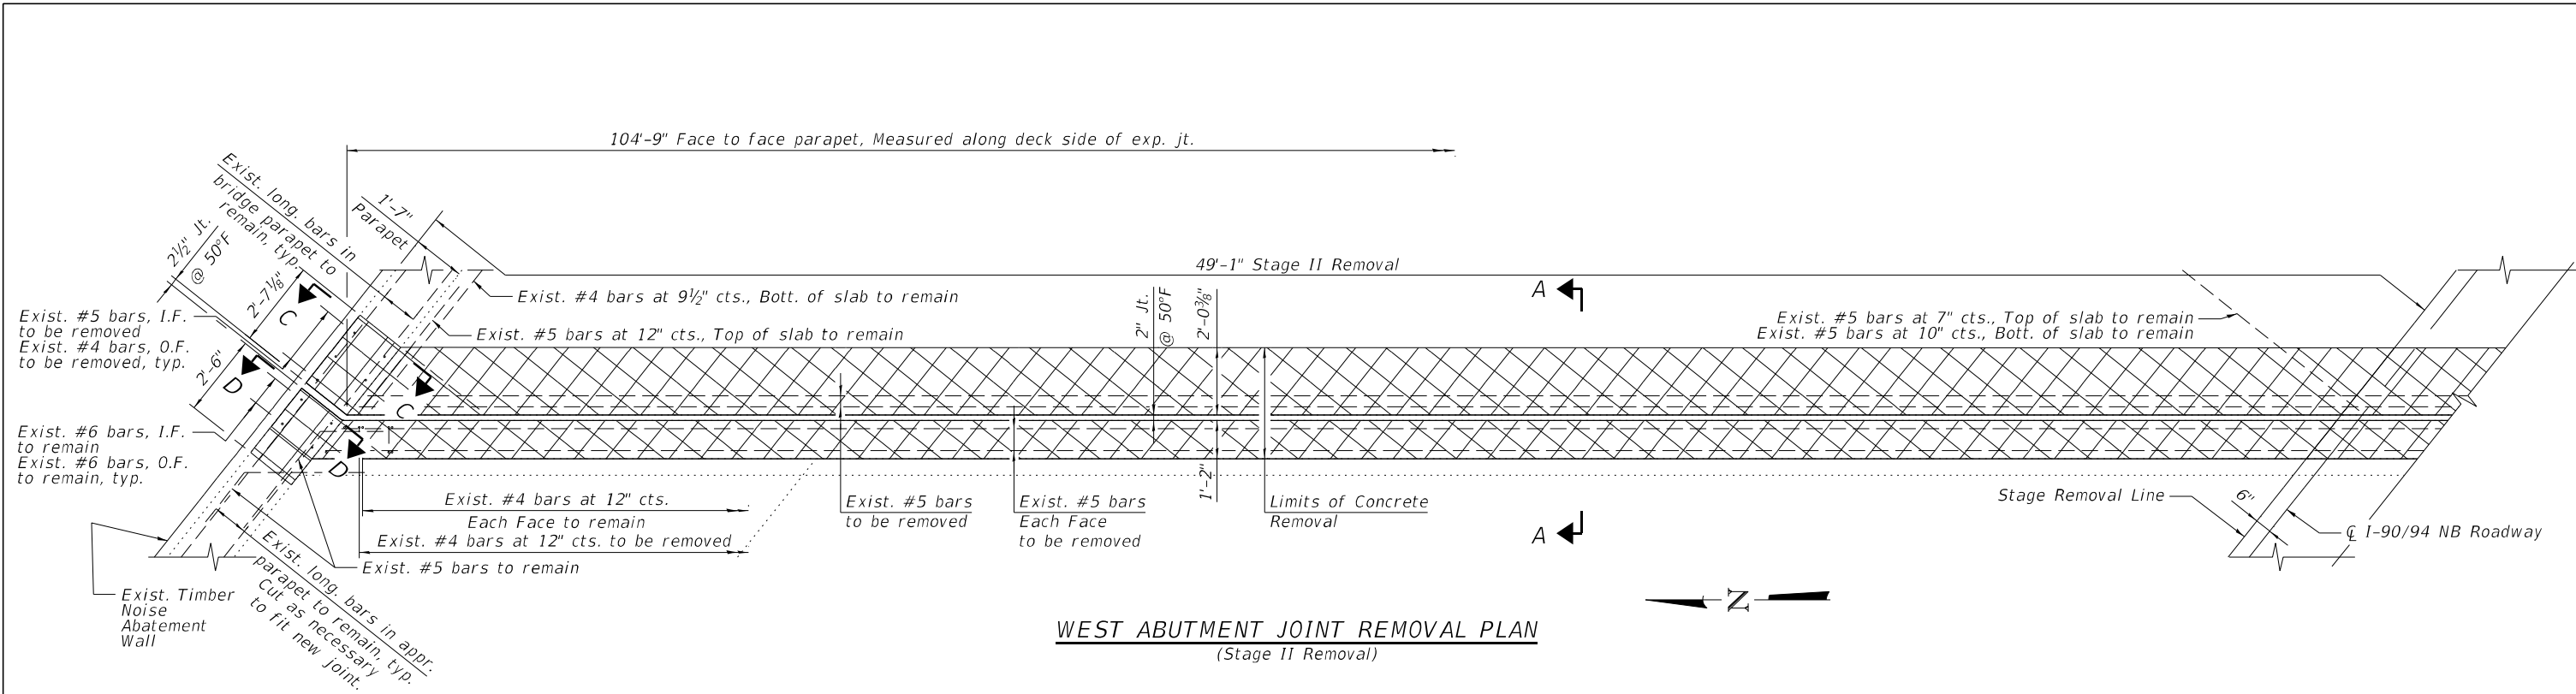 104'-9" Face to face parapet, Measured along deck side of exp. jt.
Exist. long. bars in
bridge parapet to
remain, typ.
1'-7"
Parapet
2½" Jt.
@ 50°F
2'-7⅛"
C
49'-1" Stage II Removal
Exist. #4 bars at 9½" cts., Bott. of slab to remain
Exist. #5 bars at 12" cts., Top of slab to remain
2" Jt.
@ 50°F
2'-0⅜"
A
Exist. #5 bars at 7" cts., Top of slab to remain
Exist. #5 bars at 10" cts., Bott. of slab to remain
Exist. #5 bars, I.F.
to be removed
Exist. #4 bars, O.F.
to be removed, typ.
2'-6"
D
C
Exist. #6 bars, I.F.
to remain
Exist. #6 bars, O.F.
to remain, typ.
D
1'-2"
Exist. #4 bars at 12" cts.
Each Face to remain
Exist. #4 bars at 12" cts. to be removed
Exist. #5 bars to remain
Exist. #5 bars
to be removed
Exist. #5 bars
Each Face
to be removed
Limits of Concrete
Removal
A
Stage Removal Line
6"
℄ I-90/94 NB Roadway
Exist. Timber
Noise
Abatement
Wall
Exist. long. bars in appr.
parapet to remain, typ.
Cut as necessary
to fit new joint.
N
WEST ABUTMENT JOINT REMOVAL PLAN
(Stage II Removal)